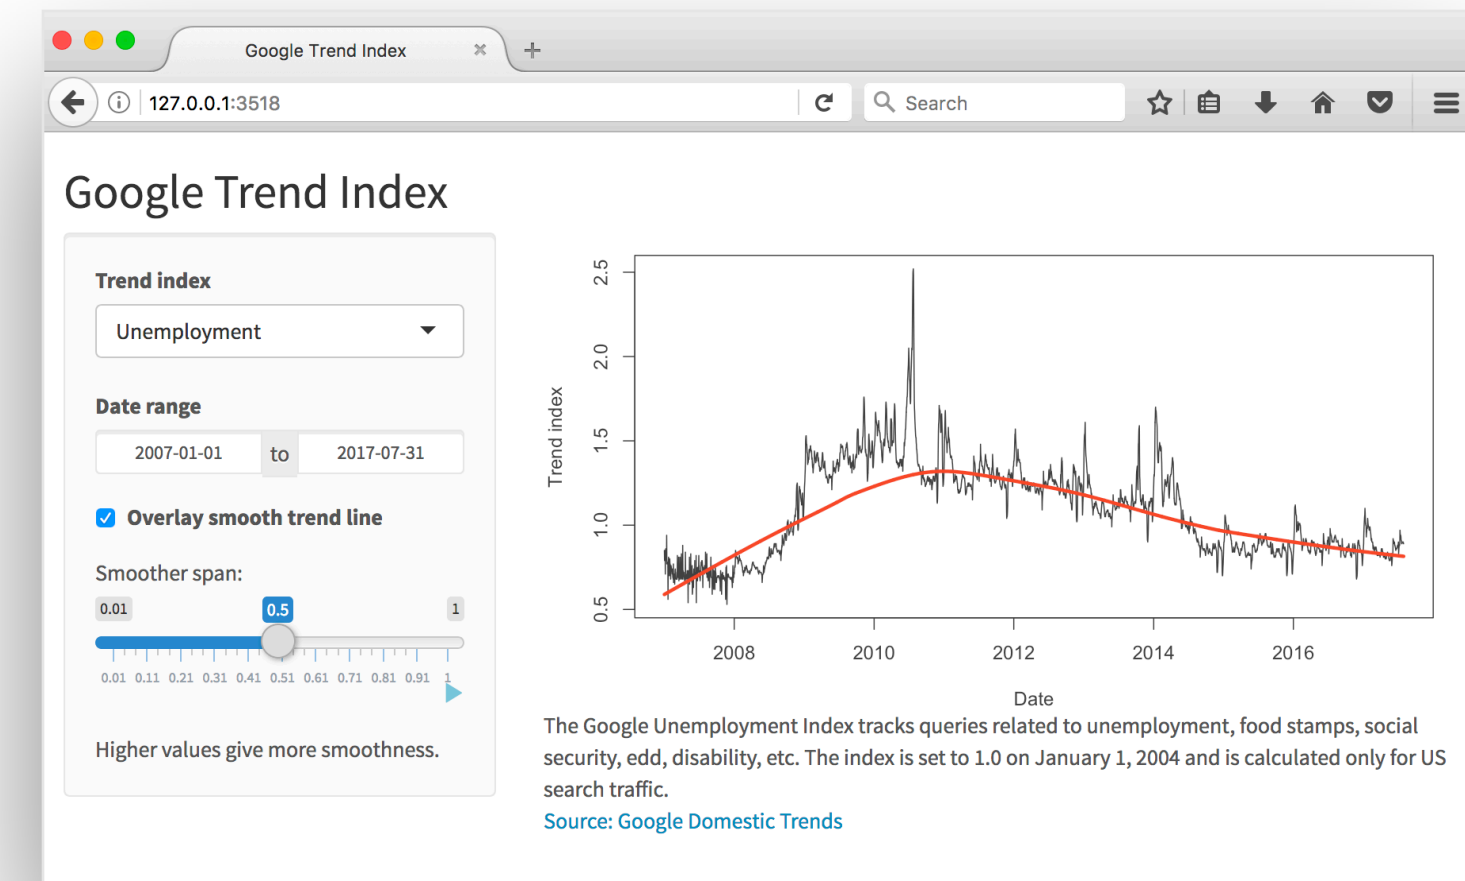 Google Trend Index
127.0.0.1:3518
Search
Google Trend Index
Trend index
Unemployment
Date range
2007-01-01 to 2017-07-31
Overlay smooth trend line
Smoother span:
0.01 0.5 1
0.01 0.11 0.21 0.31 0.41 0.51 0.61 0.71 0.81 0.91 1
Higher values give more smoothness.
Trend index
2.5
2.0
1.5
1.0
0.5
2008 2010 2012 2014 2016
Date
The Google Unemployment Index tracks queries related to unemployment, food stamps, social
security, edd, disability, etc. The index is set to 1.0 on January 1, 2004 and is calculated only for US
search traffic.
Source: Google Domestic Trends